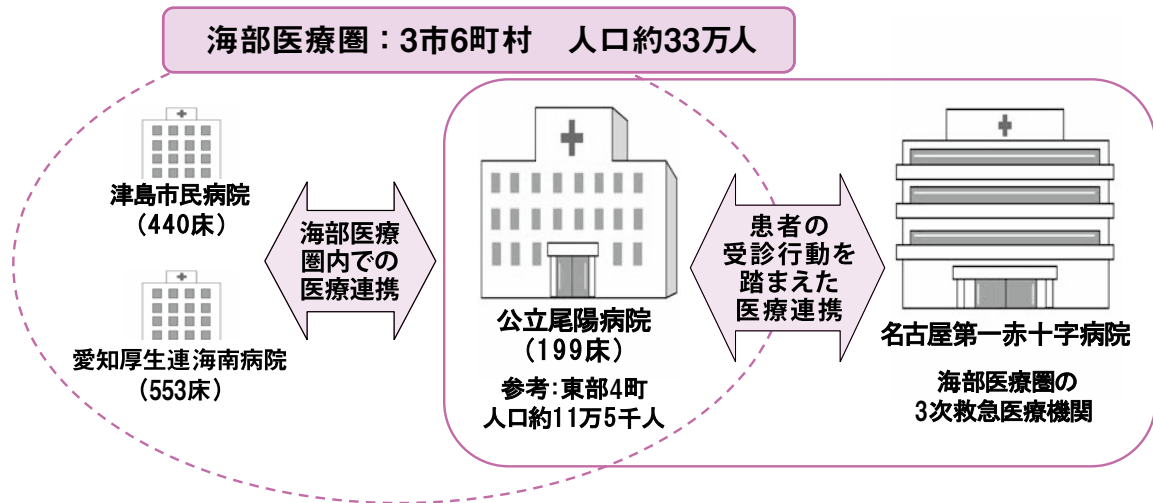 海部医療圏：3市6町村　人口約33万人
津島市民病院
（440床）
愛知厚生連海南病院
（553床）
海部医療
圏内での
医療連携
公立尾陽病院
（199床）
参考：東部4町
人口約11万5千人
患者の
受診行動を
踏まえた
医療連携
名古屋第一赤十字病院
海部医療圏の
3次救急医療機関